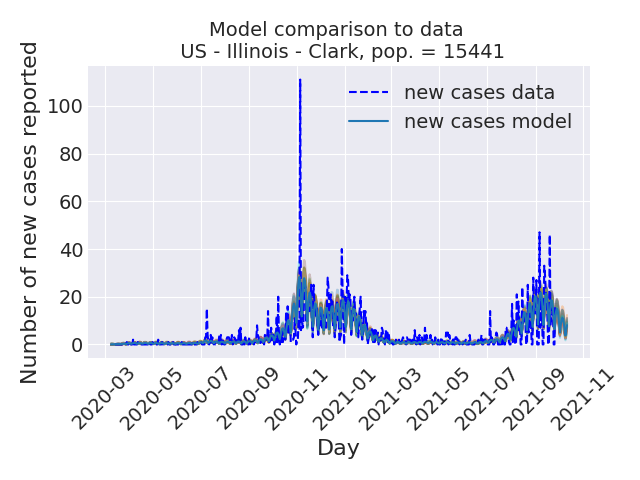 Model comparison to data
US - Illinois - Clark, pop. = 15441
Number of new cases reported
100
80
60
40
20
0
new cases data
new cases model
2020-03
2020-05
2020-07
2020-09
2020-11
2021-01
2021-03
2021-05
2021-07
2021-09
2021-11
Day